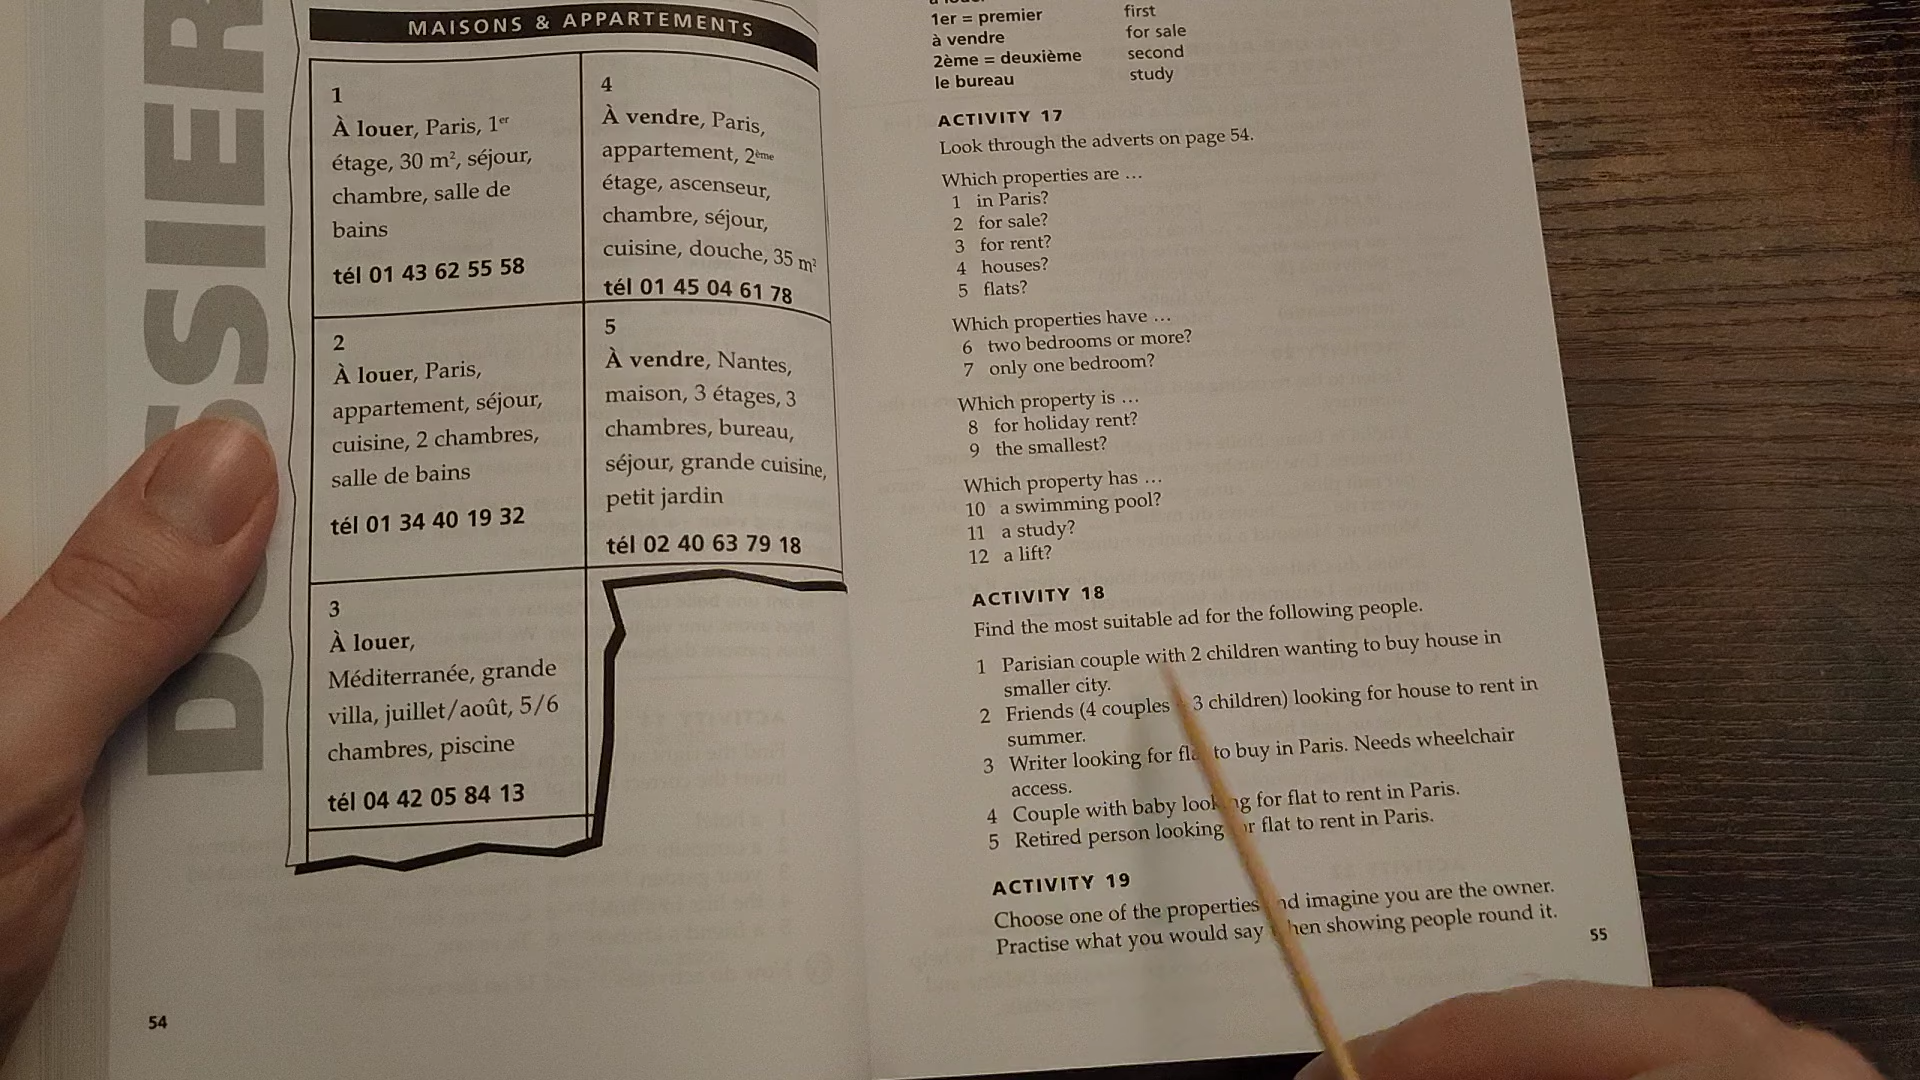 DOSSIER
MAISONS & APPARTEMENTS
1
À louer, Paris, 1er
étage, 30 m², séjour,
chambre, salle de
bains
tél 01 43 62 55 58
2
À louer, Paris,
appartement, séjour,
cuisine, 2 chambres,
salle de bains
tél 01 34 40 19 32
3
À louer,
Méditerranée, grande
villa, juillet/août, 5/6
chambres, piscine
tél 04 42 05 84 13
4
À vendre, Paris,
appartement, 2ème
étage, ascenseur,
chambre, séjour,
cuisine, douche, 35 m²
tél 01 45 04 61 78
5
À vendre, Nantes,
maison, 3 étages, 3
chambres, bureau,
séjour, grande cuisine,
petit jardin
tél 02 40 63 79 18
54
1er = premier first
à vendre for sale
2ème = deuxième second
le bureau study
ACTIVITY 17
Look through the adverts on page 54.
Which properties are ...
1 in Paris?
2 for sale?
3 for rent?
4 houses?
5 flats?
Which properties have ...
6 two bedrooms or more?
7 only one bedroom?
Which property is ...
8 for holiday rent?
9 the smallest?
Which property has ...
10 a swimming pool?
11 a study?
12 a lift?
ACTIVITY 18
Find the most suitable ad for the following people.
1 Parisian couple with 2 children wanting to buy house in
smaller city.
2 Friends (4 couples 3 children) looking for house to rent in
summer.
3 Writer looking for flat to buy in Paris. Needs wheelchair
access.
4 Couple with baby looking for flat to rent in Paris.
5 Retired person looking for flat to rent in Paris.
ACTIVITY 19
Choose one of the properties and imagine you are the owner.
Practise what you would say when showing people round it.
55